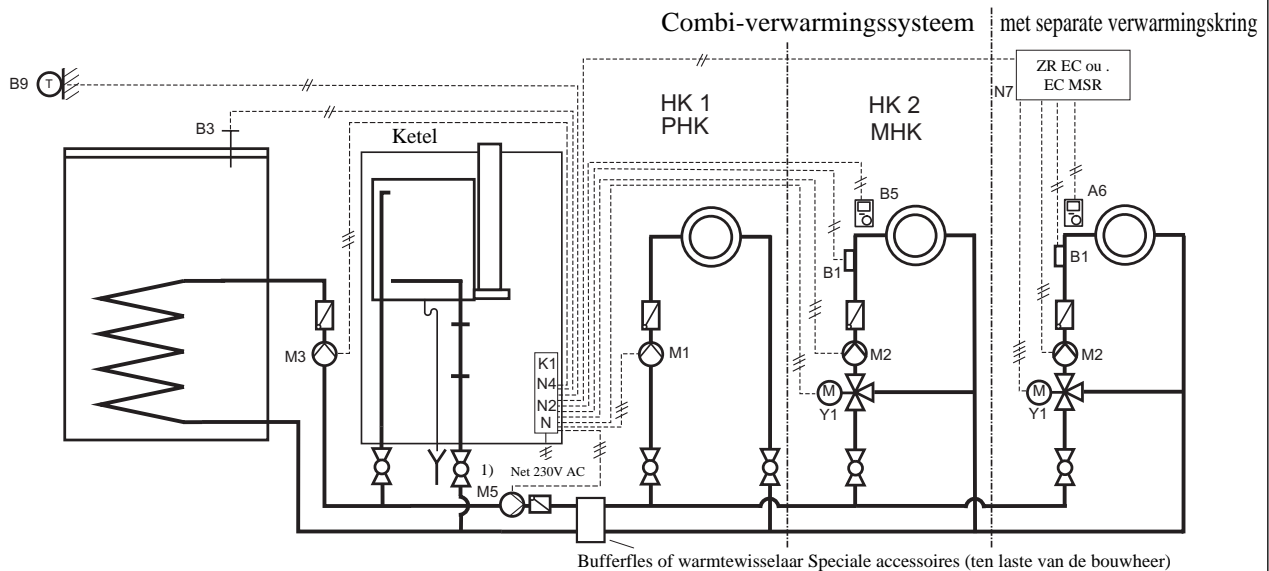 Combi-verwarmingssysteem
met separate verwarmingskring
ZR EC ou .
EC MSR
N7
B9
T
B3
Ketel
HK 1
PHK
HK 2
MHK
B5
A6
B1
B1
M3
M1
M2
M2
K1
N4
N2
N
M
Y1
M
Y1
1)
Net 230V AC
M5
Bufferfles of warmtewisselaar Speciale accessoires (ten laste van de bouwheer)